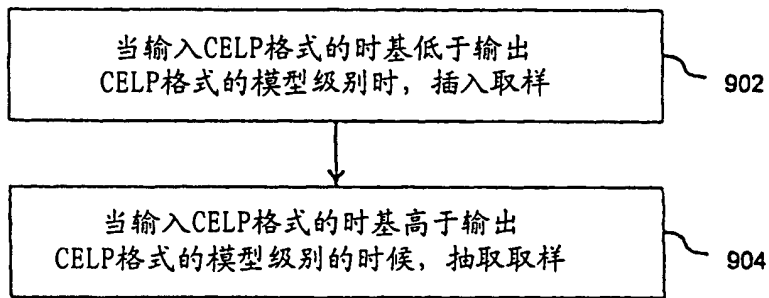 当输入CELP格式的时基低于输出
CELP格式的模型级别时，插入取样
902
当输入CELP格式的时基高于输出
CELP格式的模型级别的时候，抽取取样
904